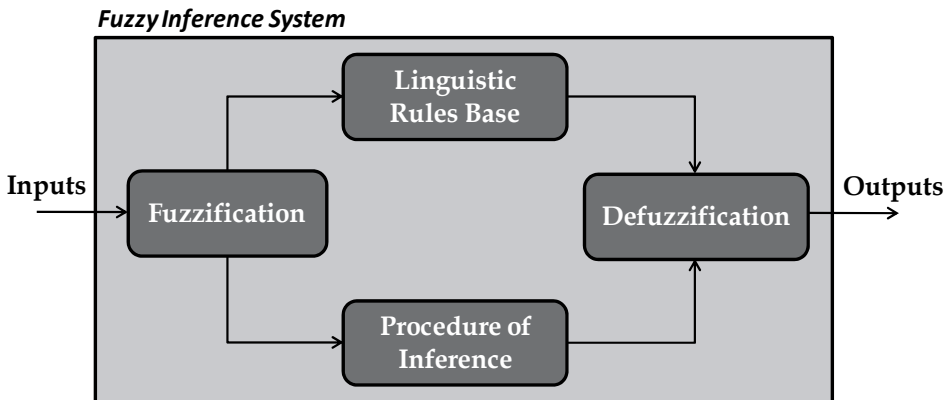 Fuzzy Inference System
Linguistic
Rules Base
Inputs
Fuzzification
Defuzzification
Outputs
Procedure of
Inference